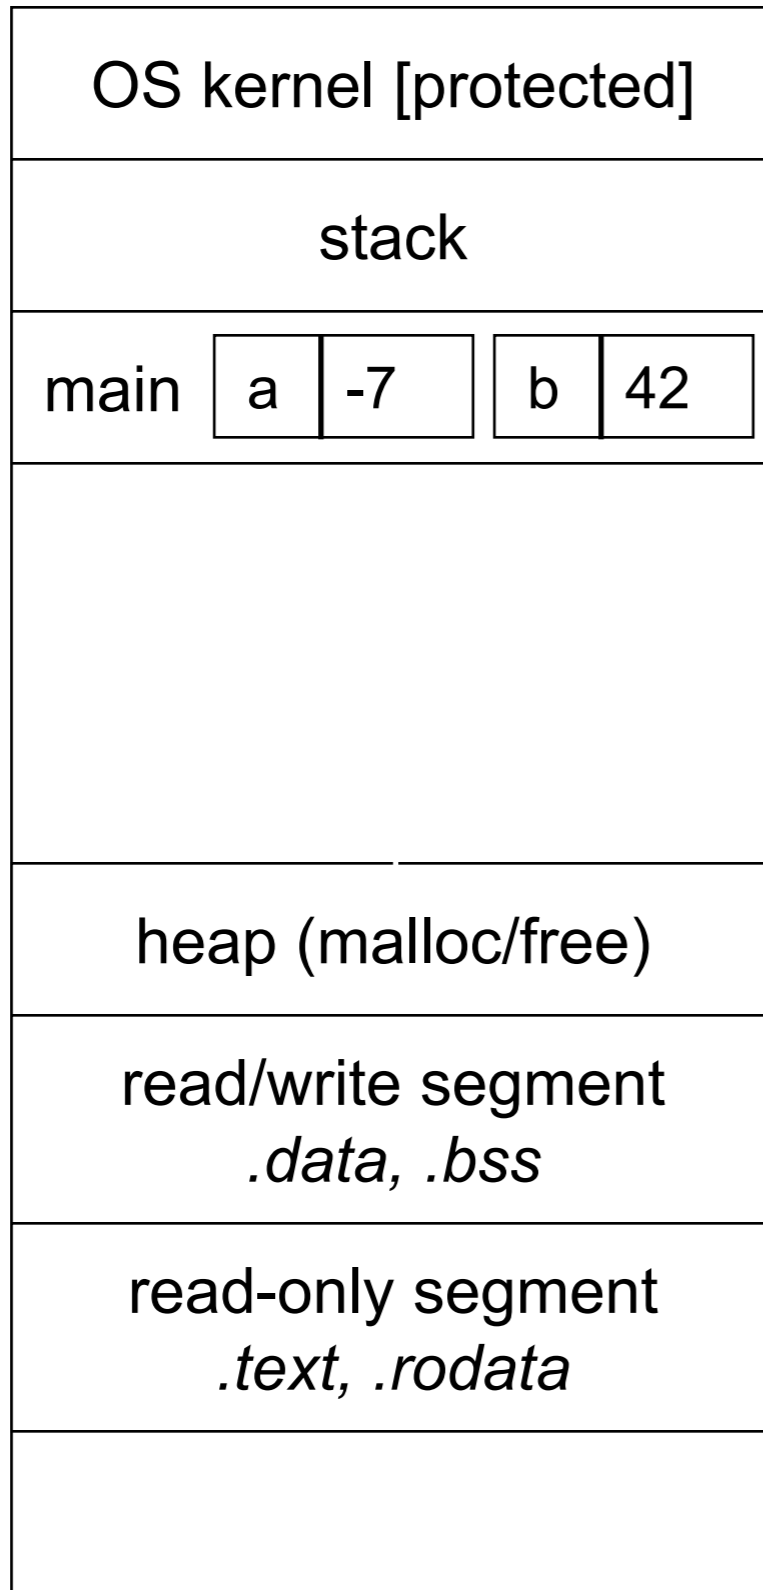 OS kernel [protected]
stack
main a -7 b 42
heap (malloc/free)
read/write segment
.data, .bss
read-only segment
.text, .rodata